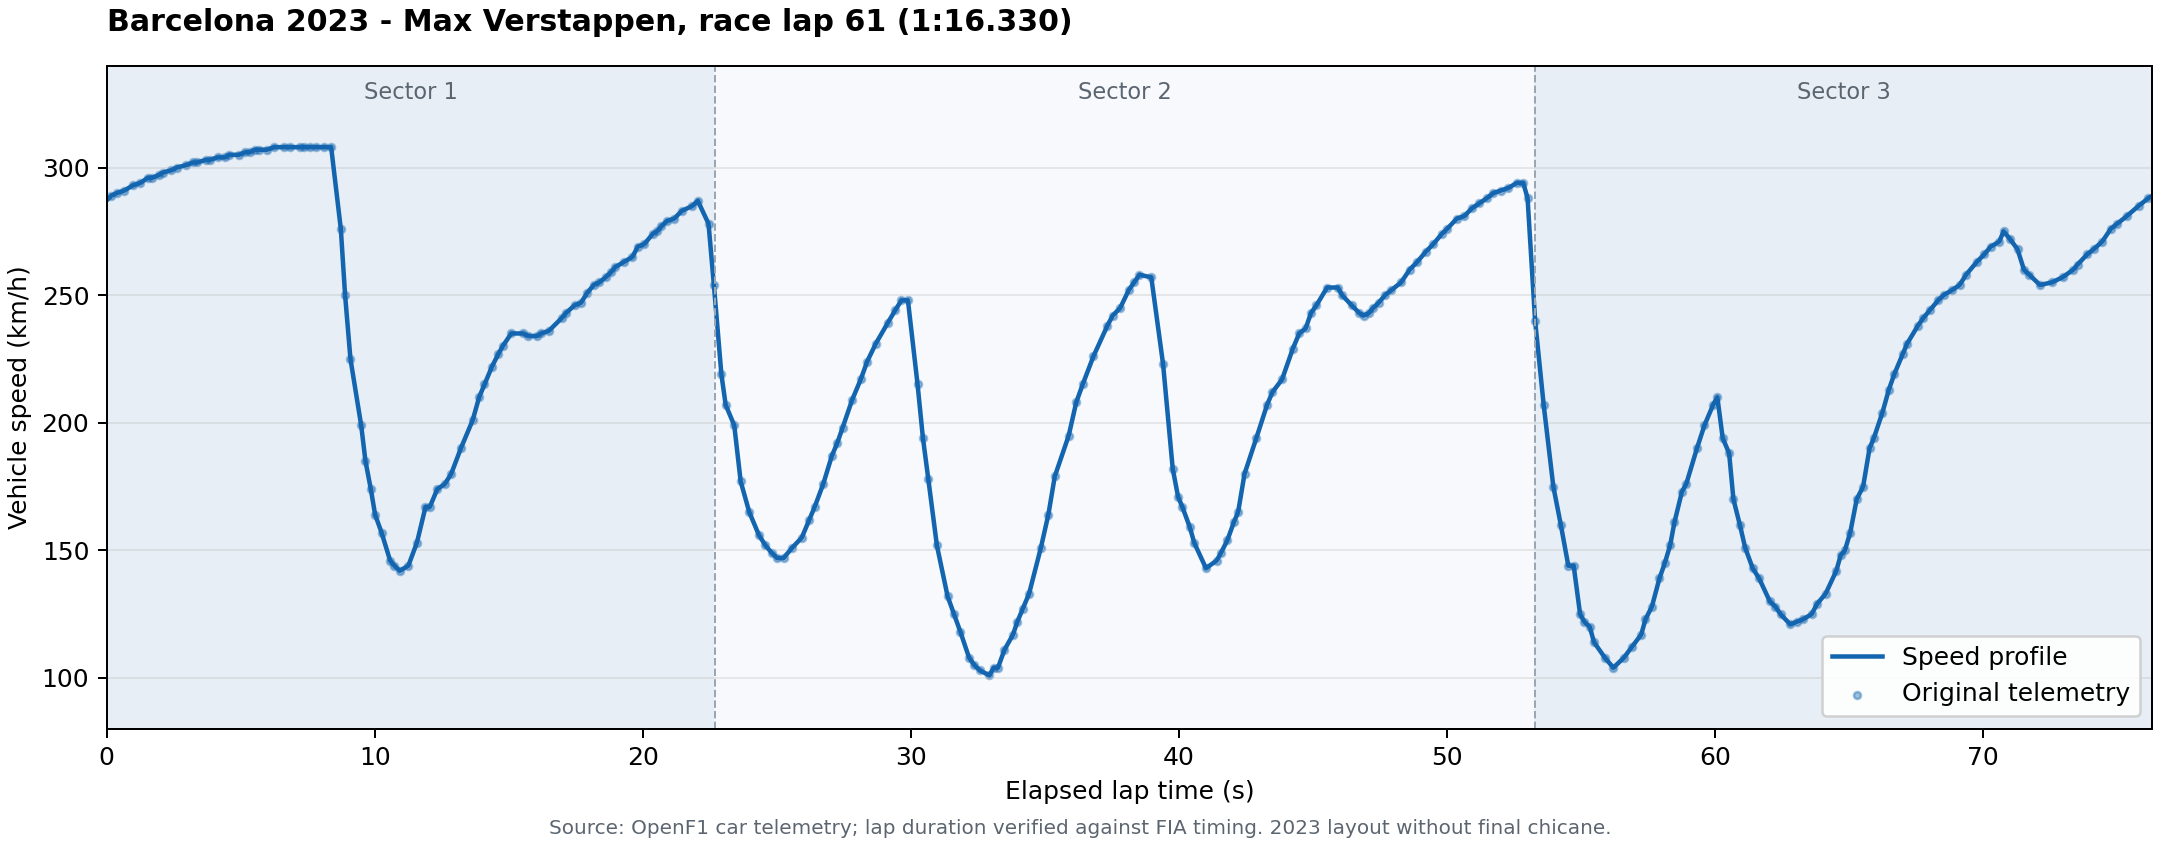 Barcelona 2023 - Max Verstappen, race lap 61 (1:16.330)
Sector 1
Sector 2
Sector 3
Vehicle speed (km/h)
300
250
200
150
100
Speed profile
Original telemetry
0
10
20
30
40
50
60
70
Elapsed lap time (s)
Source: OpenF1 car telemetry; lap duration verified against FIA timing. 2023 layout without final chicane.